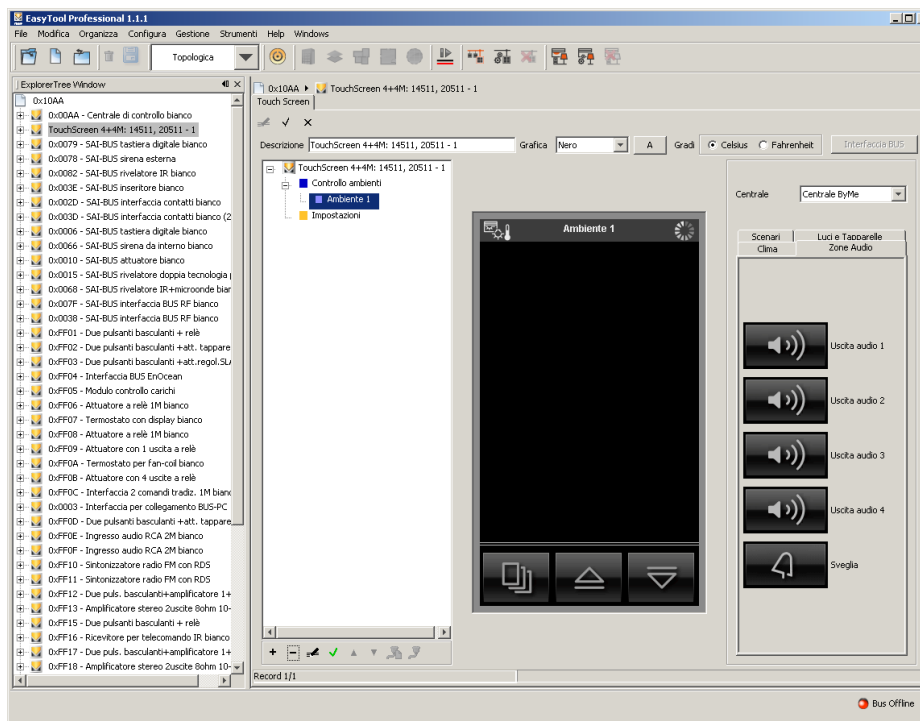 EasyTool Professional 1.1.1
File Modifica Organizza Configura Gestione Strumenti Help Windows
Topologica
ExplorerTree Window
0x10AA
0x00AA - Centrale di controllo bianco
TouchScreen 4+4M: 14511, 20511 - 1
0x0079 - SAI-BUS tastiera digitale bianco
0x0078 - SAI-BUS sirena esterna
0x0082 - SAI-BUS rivelatore IR bianco
0x003E - SAI-BUS inseritore bianco
0x002D - SAI-BUS interfaccia contatti bianco
0x003D - SAI-BUS interfaccia contatti bianco (2
0x0006 - SAI-BUS tastiera digitale bianco
0x0066 - SAI-BUS sirena da interno bianco
0x0010 - SAI-BUS attuatore bianco
0x0015 - SAI-BUS rivelatore doppia tecnologia
0x0068 - SAI-BUS rivelatore IR+microonde biar
0x007F - SAI-BUS interfaccia BUS RF bianco
0x0038 - SAI-BUS interfaccia BUS RF bianco
0xFF01 - Due pulsanti basculanti + relè
0xFF02 - Due pulsanti basculanti +att. tappare
0xFF03 - Due pulsanti basculanti +att.regol.SL
0xFF04 - Interfaccia BUS EnOcean
0xFF05 - Modulo controllo carichi
0xFF06 - Attuatore a relè 1M bianco
0xFF07 - Termostato con display bianco
0xFF08 - Attuatore a relè 1M bianco
0xFF09 - Attuatore con 1 uscita a relè
0xFF0A - Termostato per fan-coil bianco
0xFF0B - Attuatore con 4 uscite a relè
0xFF0C - Interfaccia 2 comandi tradiz. 1M bianc
0x0003 - Interfaccia per collegamento BUS-PC
0xFF0D - Due pulsanti basculanti +att. tappare
0xFF0E - Ingresso audio RCA 2M bianco
0xFF0F - Ingresso audio RCA 2M bianco
0xFF10 - Sintonizzatore radio FM con RDS
0xFF11 - Sintonizzatore radio FM con RDS
0xFF12 - Due puls. basculanti+amplificatore 1+
0xFF13 - Amplificatore stereo 2uscite 8ohm 10-
0xFF15 - Due pulsanti basculanti + relè
0xFF16 - Ricevitore per telecomando IR bianco
0xFF17 - Due puls. basculanti+amplificatore 1+
0xFF18 - Amplificatore stereo 2uscite 8ohm 10-
0x10AA TouchScreen 4+4M: 14511, 20511 - 1
Touch Screen
Descrizione TouchScreen 4+4M: 14511, 20511 - 1 Grafica Nero A Gradi Celsius Fahrenheit Interfaccia BUS
TouchScreen 4+4M: 14511, 20511 - 1
Controllo ambienti
Ambiente 1
Impostazioni
Ambiente 1
Centrale Centrale ByMe
Scenari Luci e Tapparelle
Clima Zone Audio
Uscita audio 1
Uscita audio 2
Uscita audio 3
Uscita audio 4
Sveglia
Record 1/1
Bus Offline